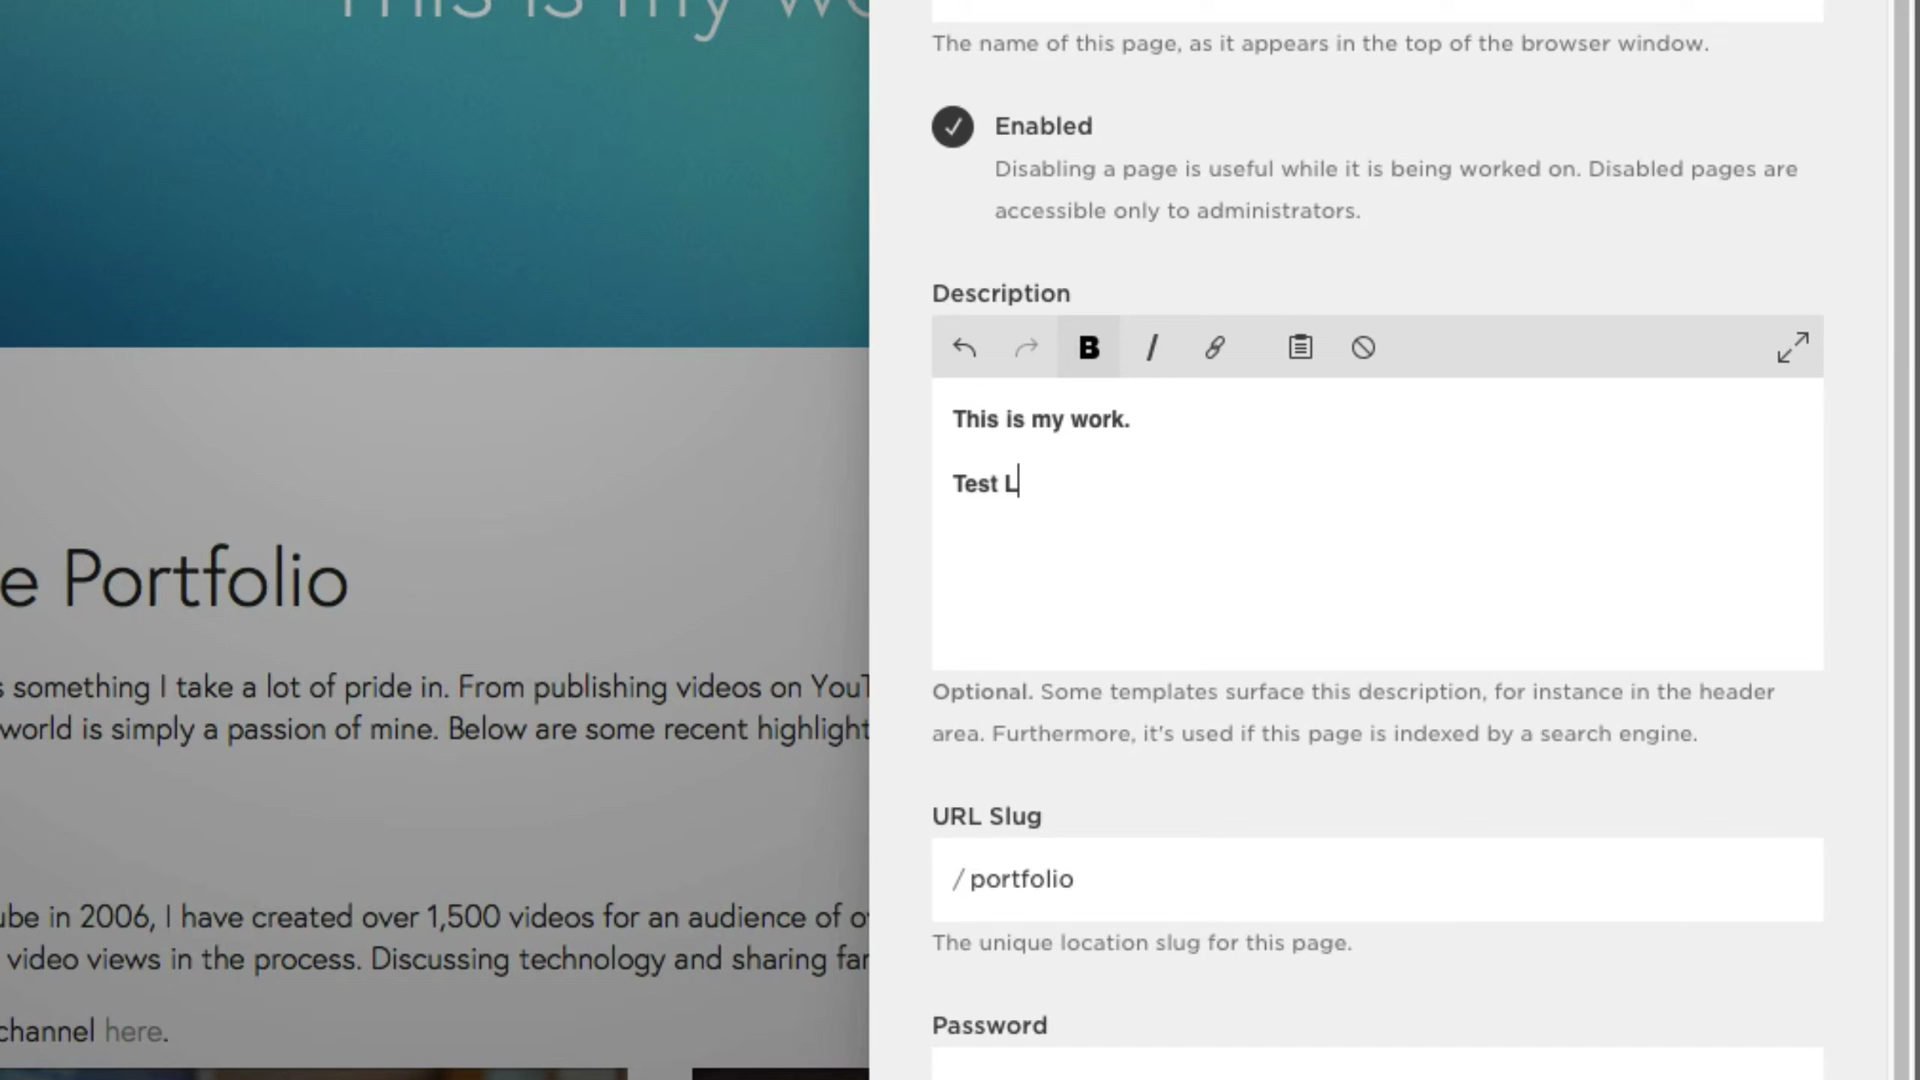 This is my
The name of this page, as it appears in the top of the browser window.
Enabled
Disabling a page is useful while it is being worked on. Disabled pages are
accessible only to administrators.
Description
B I
This is my work.
Test L
Optional. Some templates surface this description, for instance in the header
area. Furthermore, it's used if this page is indexed by a search engine.
URL Slug
/ portfolio
The unique location slug for this page.
Password
e Portfolio
s something I take a lot of pride in. From publishing videos on YouT
world is simply a passion of mine. Below are some recent highlight
ube in 2006, I have created over 1,500 videos for an audience of
video views in the process. Discussing technology and sharing
channel here.